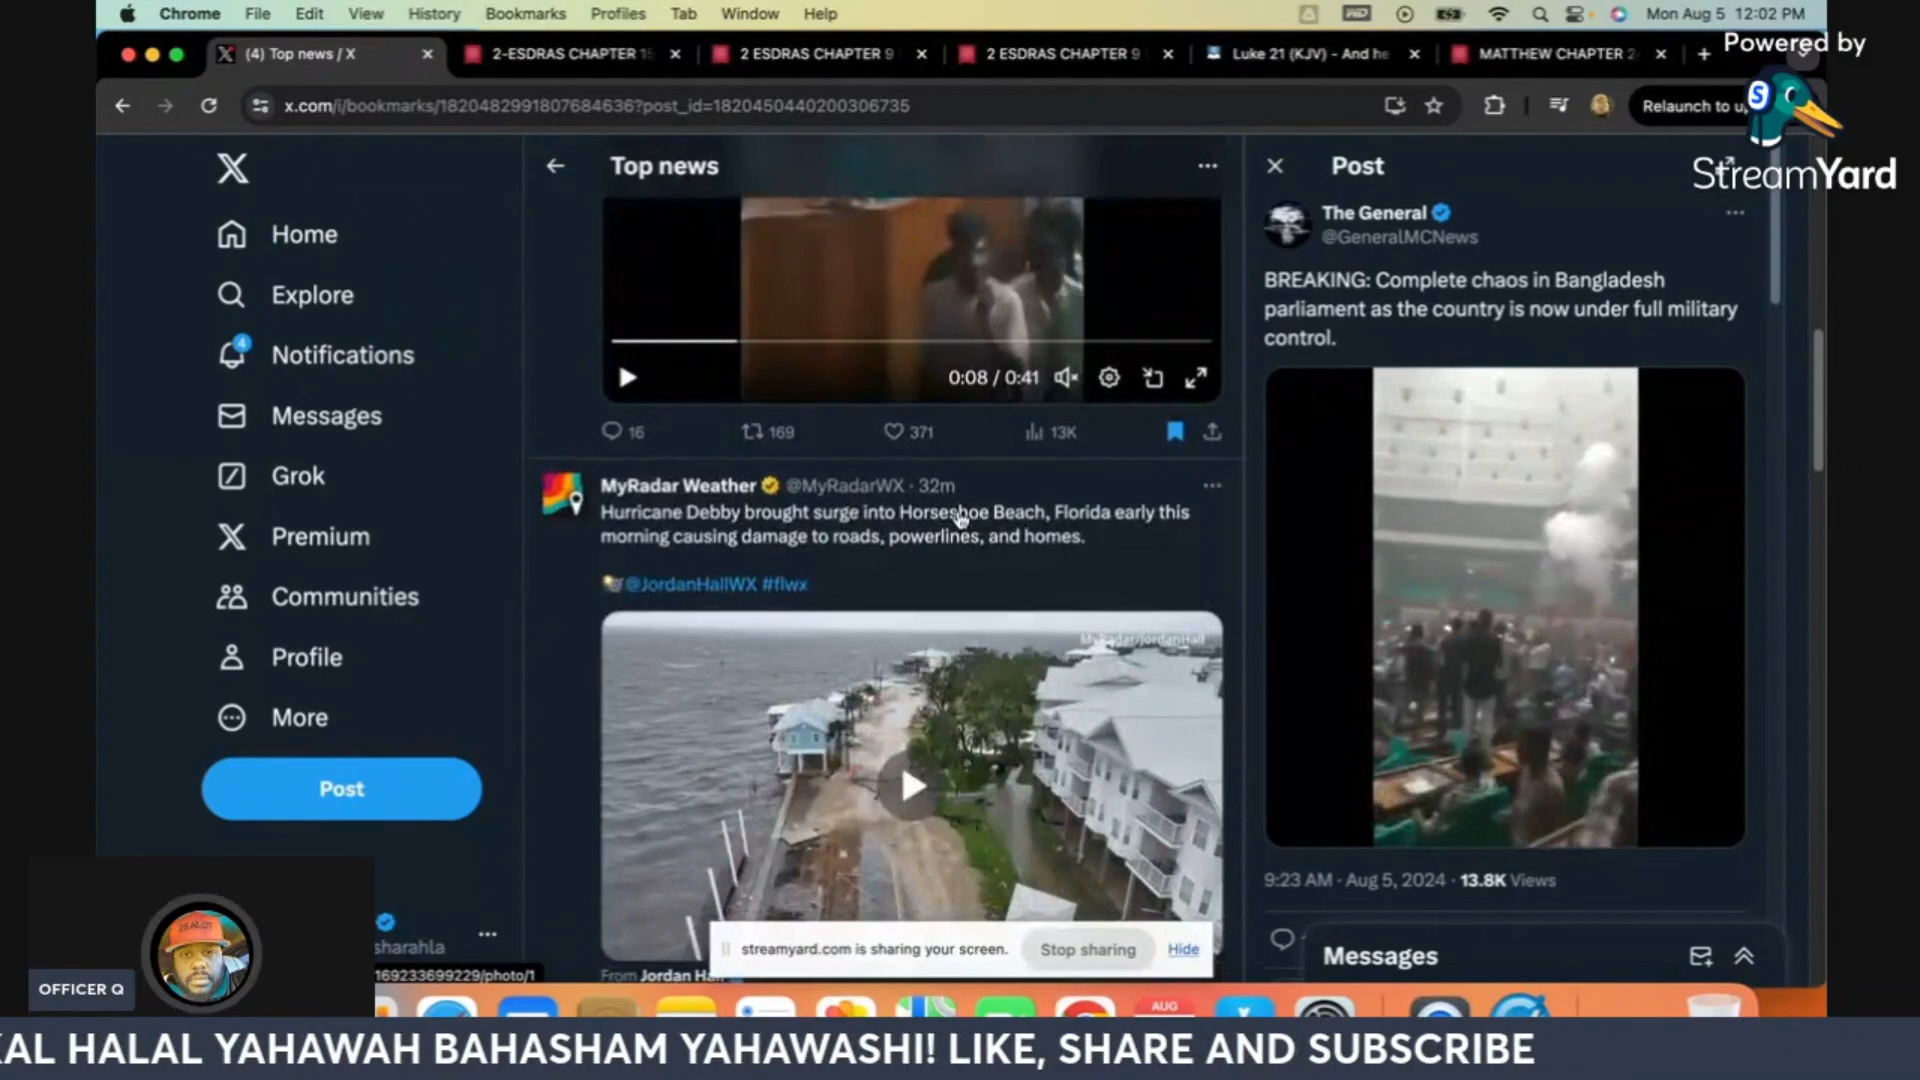 Chrome File Edit View History Bookmarks Profiles Tab Window Help
Mon Aug 5 12:02 PM
(4) Top news / X
2-ESDRAS CHAPTER 15
2 ESDRAS CHAPTER 9
2 ESDRAS CHAPTER 9
Luke 21 (KJV) - And he
MATTHEW CHAPTER 2
Powered by
StreamYard
x.com/i/bookmarks/1820482991807684636?post_id=1820450440200306735
Relaunch to u
Home
Explore
4
Notifications
Messages
Grok
Premium
Communities
Profile
More
Post
sharahla
169233699229/photo/1
OFFICER Q
Top news
0:08 / 0:41
16 169 371 13K
MyRadar Weather @MyRadarWX · 32m
Hurricane Debby brought surge into Horseshoe Beach, Florida early this
morning causing damage to roads, powerlines, and homes.
@JordanHallWX #flwx
MyRadar/JordanHall
streamyard.com is sharing your screen.
Stop sharing
Hide
From Jordan Ha
Post
The General
@GeneralMCNews
BREAKING: Complete chaos in Bangladesh
parliament as the country is now under full military
control.
9:23 AM · Aug 5, 2024 · 13.8K Views
Messages
AUG
KAL HALAL YAHAWAH BAHASHAM YAHAWASHI! LIKE, SHARE AND SUBSCRIBE